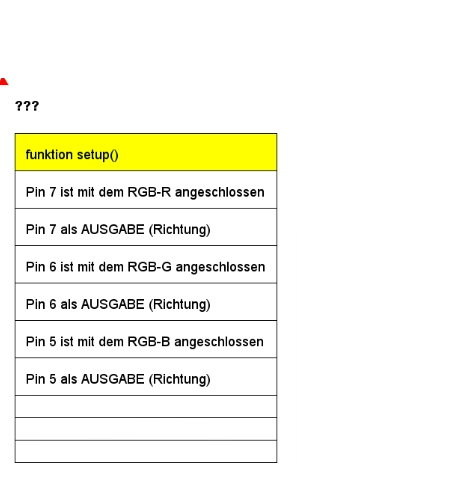 ???
funktion setup()
Pin 7 ist mit dem RGB-R angeschlossen
Pin 7 als AUSGABE (Richtung)
Pin 6 ist mit dem RGB-G angeschlossen
Pin 6 als AUSGABE (Richtung)
Pin 5 ist mit dem RGB-B angeschlossen
Pin 5 als AUSGABE (Richtung)